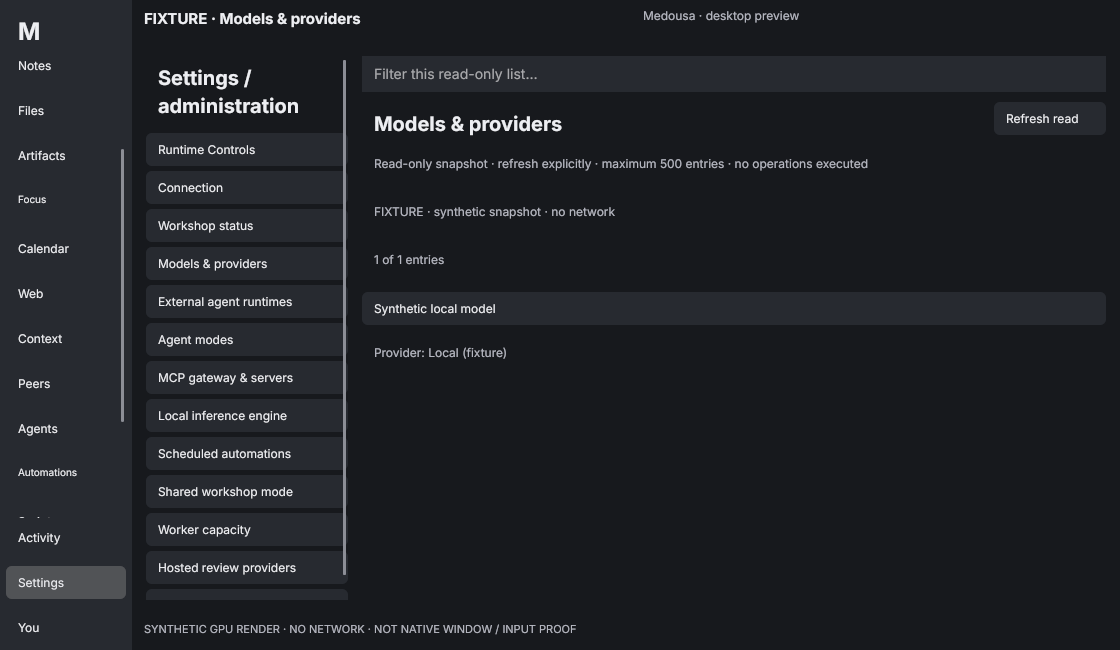 M
Notes
Files
Artifacts
Focus
Calendar
Web
Context
Peers
Agents
Automations
Activity
Settings
You
FIXTURE · Models & providers
Medousa · desktop preview
Settings /
administration
Runtime Controls
Connection
Workshop status
Models & providers
External agent runtimes
Agent modes
MCP gateway & servers
Local inference engine
Scheduled automations
Shared workshop mode
Worker capacity
Hosted review providers
Filter this read-only list...
Models & providers
Refresh read
Read-only snapshot · refresh explicitly · maximum 500 entries · no operations executed
FIXTURE · synthetic snapshot · no network
1 of 1 entries
Synthetic local model
Provider: Local (fixture)
SYNTHETIC GPU RENDER · NO NETWORK · NOT NATIVE WINDOW / INPUT PROOF